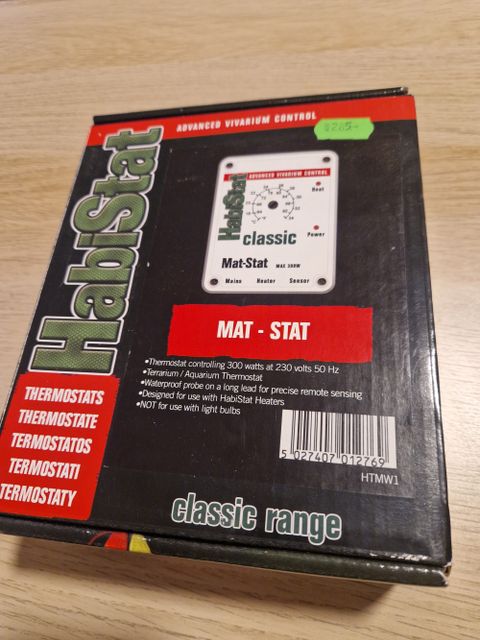 ADVANCED VIVARIUM CONTROL
HabiStat
ADVANCED VIVARIUM CONTROL
HabiStat
Heat
Power
classic
Mat-Stat MAX 300W
Mains Heater Sensor
MAT - STAT
•Thermostat controlling 300 watts at 230 volts 50 Hz
•Terrarium / Aquarium Thermostat
•Waterproof probe on a long lead for precise remote sensing
•Designed for use with HabiStat Heaters
•NOT for use with light bulbs
THERMOSTATS
THERMOSTATE
TERMOSTATOS
TERMOSTATI
TERMOSTATY
5 027407 012769
HTMW1
classic range